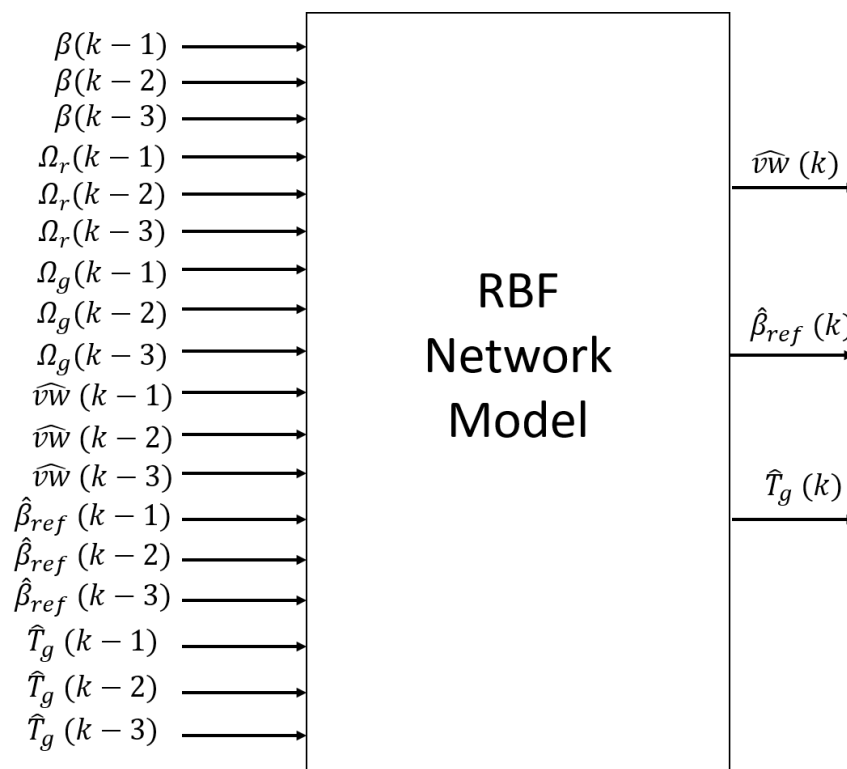 β(k − 1)
β(k − 2)
β(k − 3)
Ω_r(k − 1)
Ω_r(k − 2)
Ω_r(k − 3)
Ω_g(k − 1)
Ω_g(k − 2)
Ω_g(k − 3)
v̂w (k − 1)
v̂w (k − 2)
v̂w (k − 3)
β̂_ref (k − 1)
β̂_ref (k − 2)
β̂_ref (k − 3)
T̂_g (k − 1)
T̂_g (k − 2)
T̂_g (k − 3)
RBF
Network
Model
v̂w (k)
β̂_ref (k)
T̂_g (k)